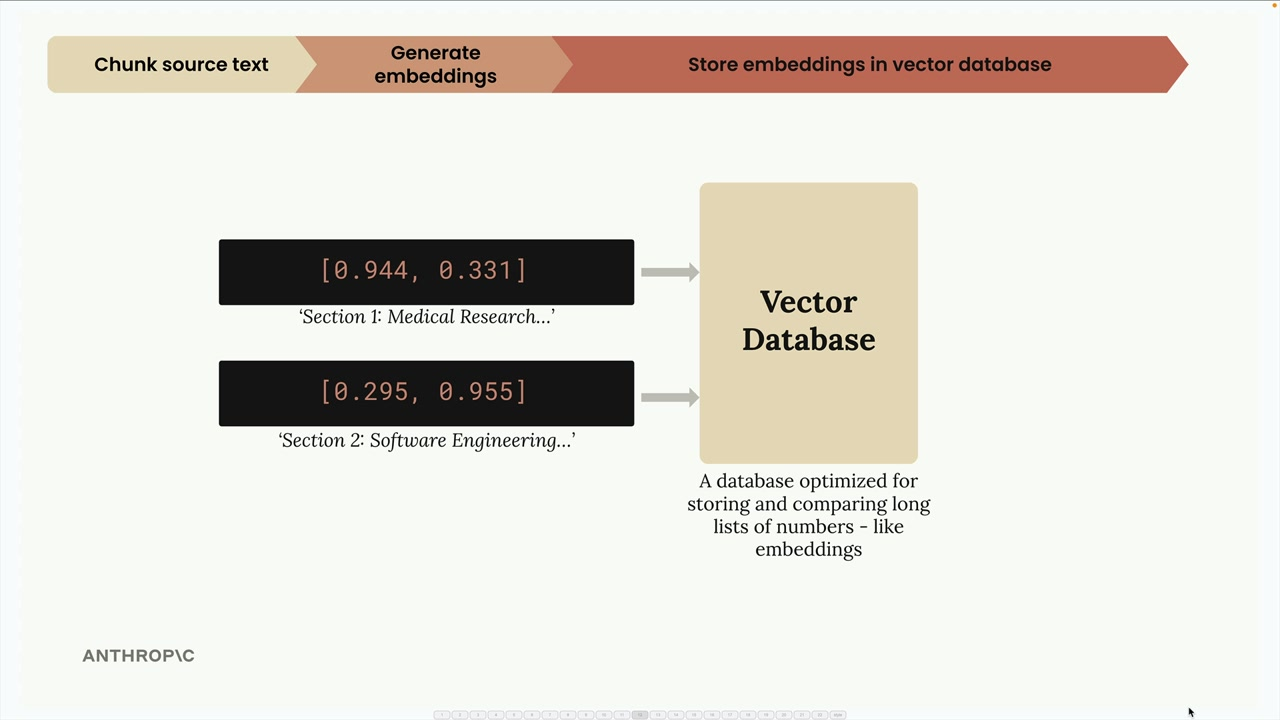 Chunk source text
Generate
embeddings
Store embeddings in vector database
[0.944, 0.331]
‘Section 1: Medical Research...’
[0.295, 0.955]
‘Section 2: Software Engineering...’
Vector
Database
A database optimized for
storing and comparing long
lists of numbers - like
embeddings
ANTHROP\C